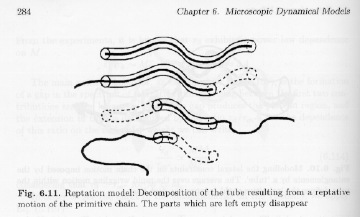 284
Chapter 6. Microscopic Dynamical Models
Fig. 6.11. Reptation model: Decomposition of the tube resulting from a reptative
motion of the primitive chain. The parts which are left empty disappear